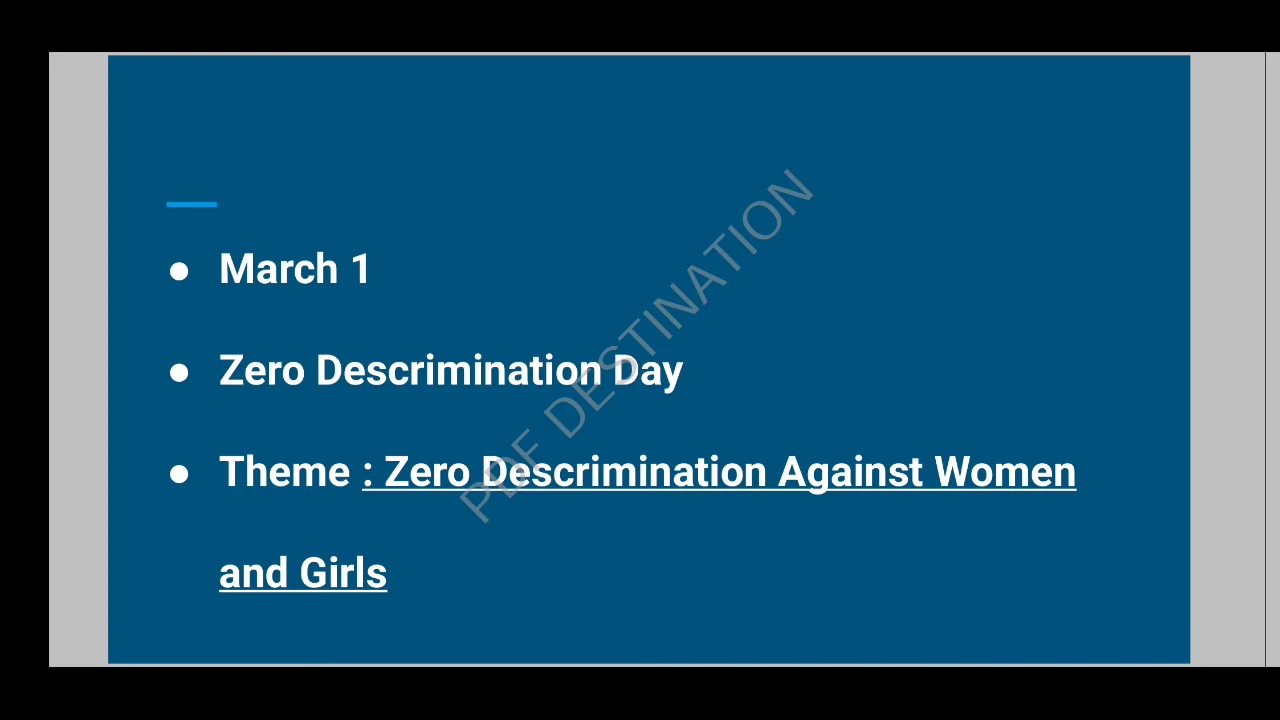 ● March 1
● Zero Descrimination Day
● Theme : Zero Descrimination Against Women
and Girls
PDF DESTINATION